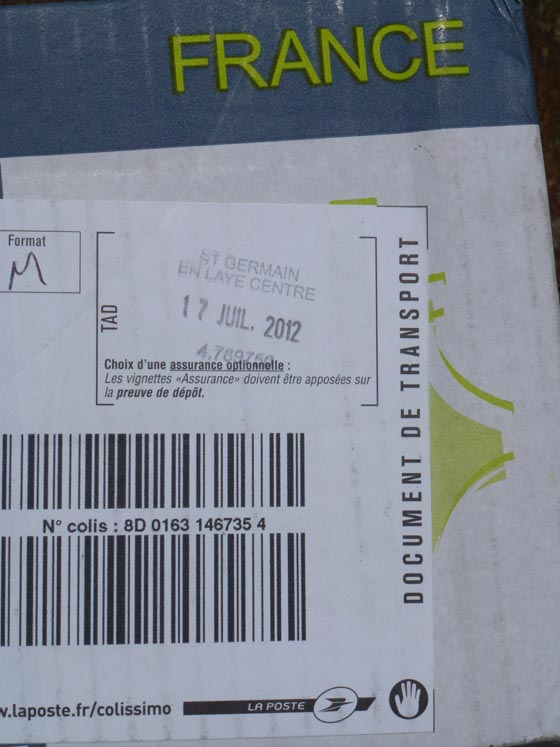 FRANCE
Format
M
TAD
ST GERMAIN
EN LAYE CENTRE
17 JUIL. 2012
Choix d'une assurance optionnelle :
Les vignettes «Assurance» doivent être apposées sur
la preuve de dépôt.
N° colis : 8D 0163 146735 4
DOCUMENT DE TRANSPORT
w.laposte.fr/colissimo
LA POSTE